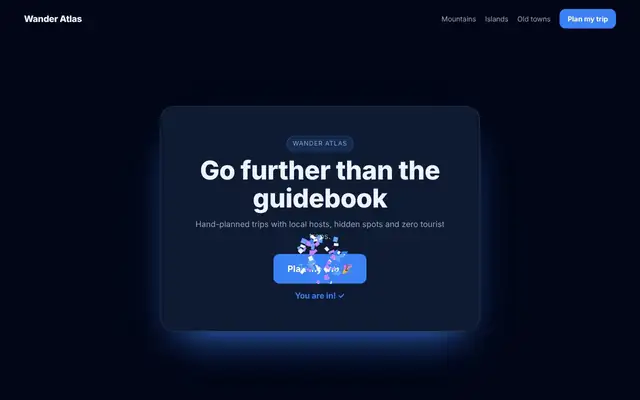 Wander Atlas
Mountains
Islands
Old towns
Plan my trip
WANDER ATLAS
Go further than the
guidebook
Hand-planned trips with local hosts, hidden spots and zero tourist
You are in! ✓